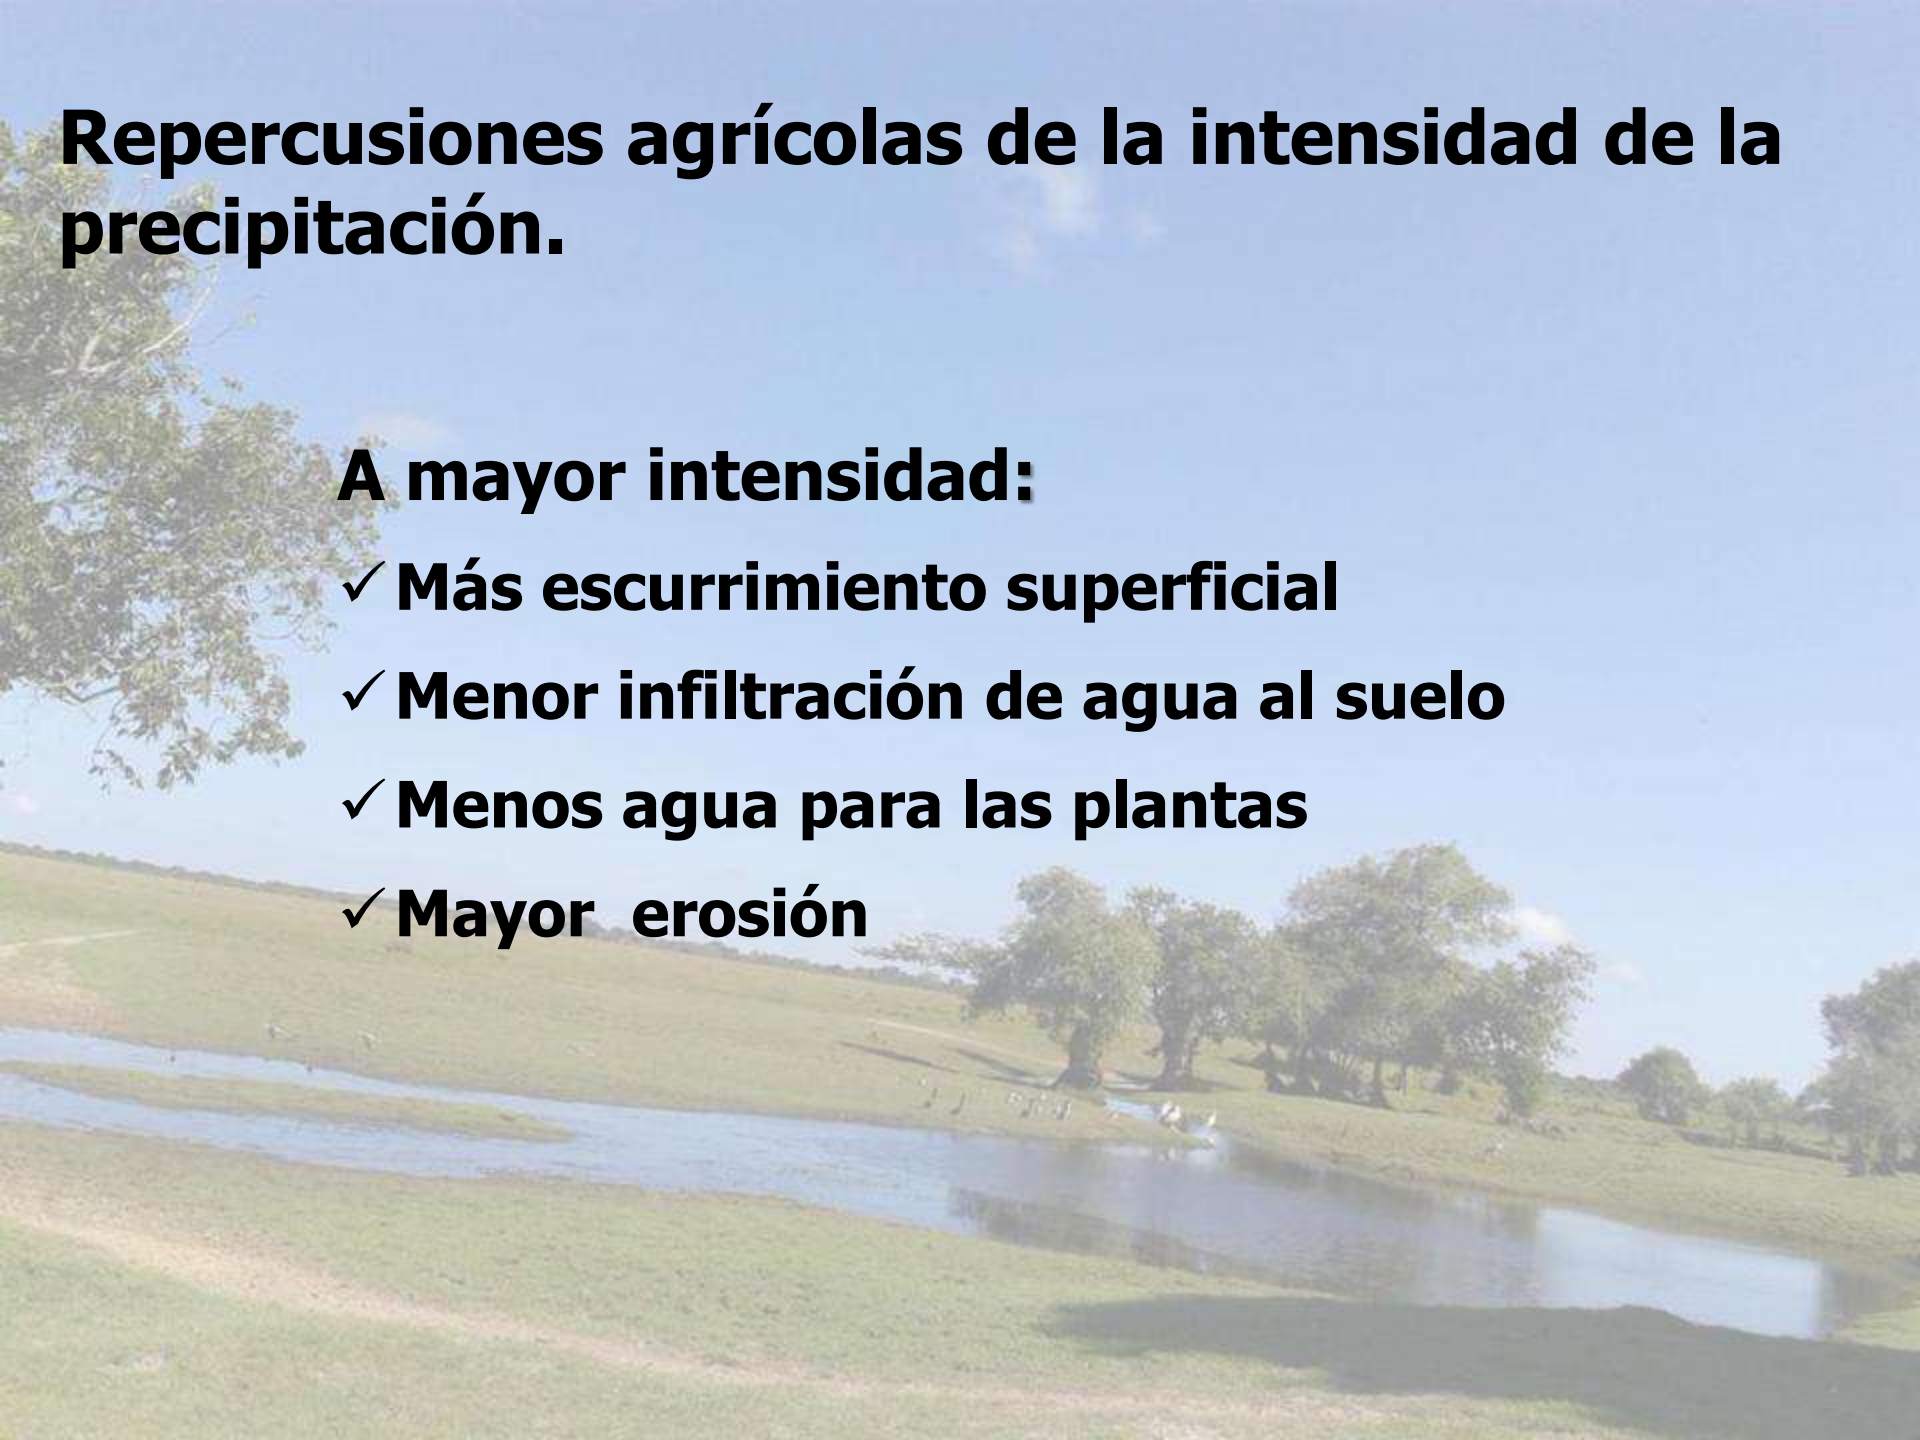 Repercusiones agrícolas de la intensidad de la
precipitación.
A mayor intensidad:
✓Más escurrimiento superficial
✓Menor infiltración de agua al suelo
✓Menos agua para las plantas
✓Mayor erosión